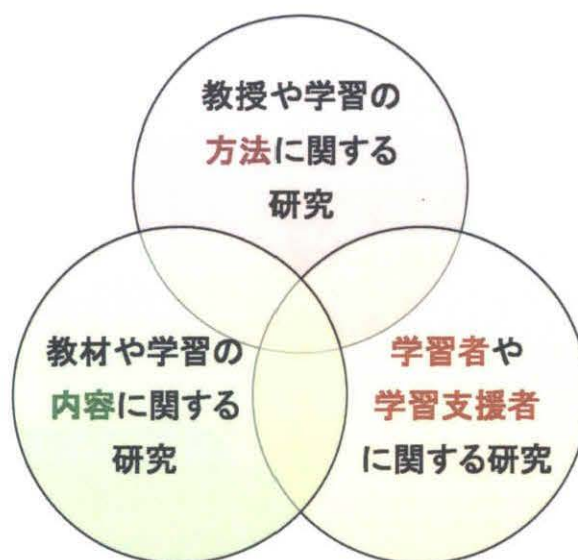 教授や学習の
方法に関する
研究
教材や学習の
内容に関する
研究
学習者や
学習支援者
に関する研究